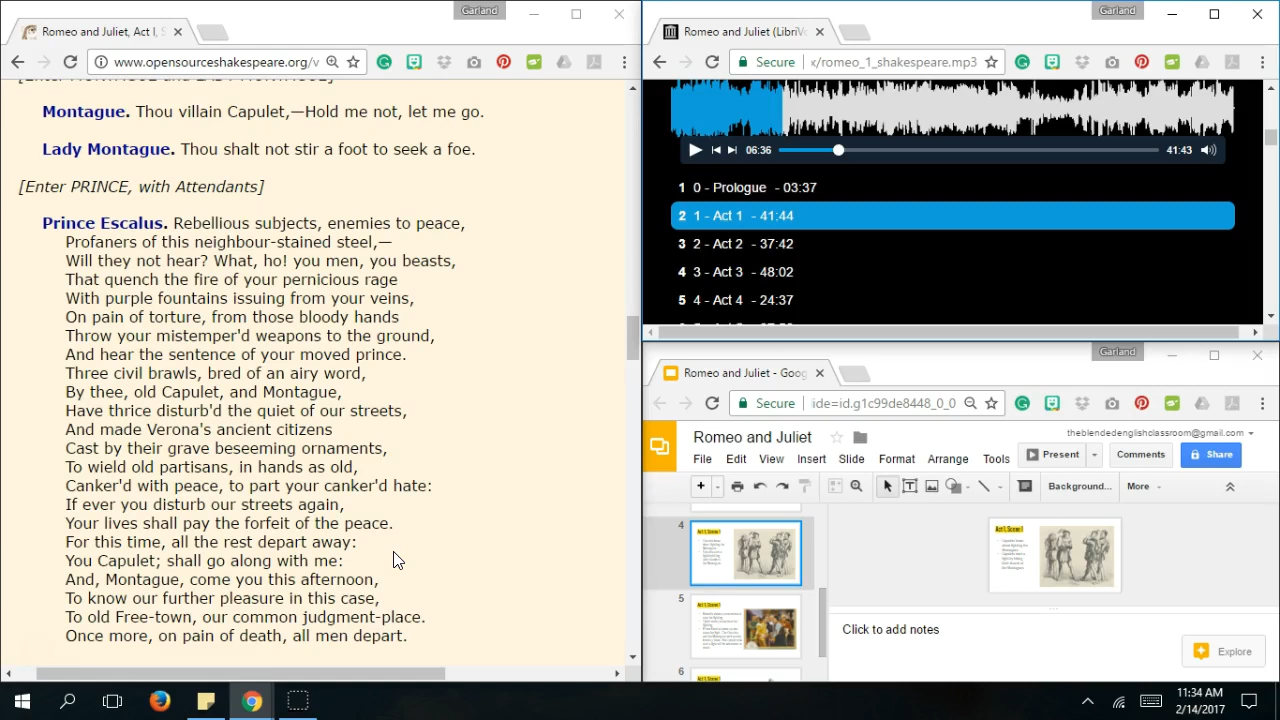 Garland
Romeo and Juliet, Act I, S
www.opensourceshakespeare.org/v
Montague. Thou villain Capulet,—Hold me not, let me go.
Lady Montague. Thou shalt not stir a foot to seek a foe.
[Enter PRINCE, with Attendants]
Prince Escalus. Rebellious subjects, enemies to peace,
Profaners of this neighbour-stained steel,—
Will they not hear? What, ho! you men, you beasts,
That quench the fire of your pernicious rage
With purple fountains issuing from your veins,
On pain of torture, from those bloody hands
Throw your mistemper'd weapons to the ground,
And hear the sentence of your moved prince.
Three civil brawls, bred of an airy word,
By thee, old Capulet, and Montague,
Have thrice disturb'd the quiet of our streets,
And made Verona's ancient citizens
Cast by their grave beseeming ornaments,
To wield old partisans, in hands as old,
Canker'd with peace, to part your canker'd hate:
If ever you disturb our streets again,
Your lives shall pay the forfeit of the peace.
For this time, all the rest depart away:
You Capulet; shall go along with me:
And, Montague, come you this afternoon,
To know our further pleasure in this case,
To old Free-town, our common judgment-place.
Once more, on pain of death, all men depart.
Garland
Romeo and Juliet (LibriVo
Secure x/romeo_1_shakespeare.mp3
06:36 41:43
1 0 - Prologue - 03:37
2 1 - Act 1 - 41:44
3 2 - Act 2 - 37:42
4 3 - Act 3 - 48:02
5 4 - Act 4 - 24:37
Garland
Romeo and Juliet - Goog
Secure ide=id.g1c99de8448_0_0
theblendedenglishclassroom@gmail.com
Romeo and Juliet
Present Comments Share
File Edit View Insert Slide Format Arrange Tools
Background... More
4
Act I, Scene I
Act I, Scene I
5
Act I, Scene I
6
Click to add notes
Explore
11:34 AM
2/14/2017